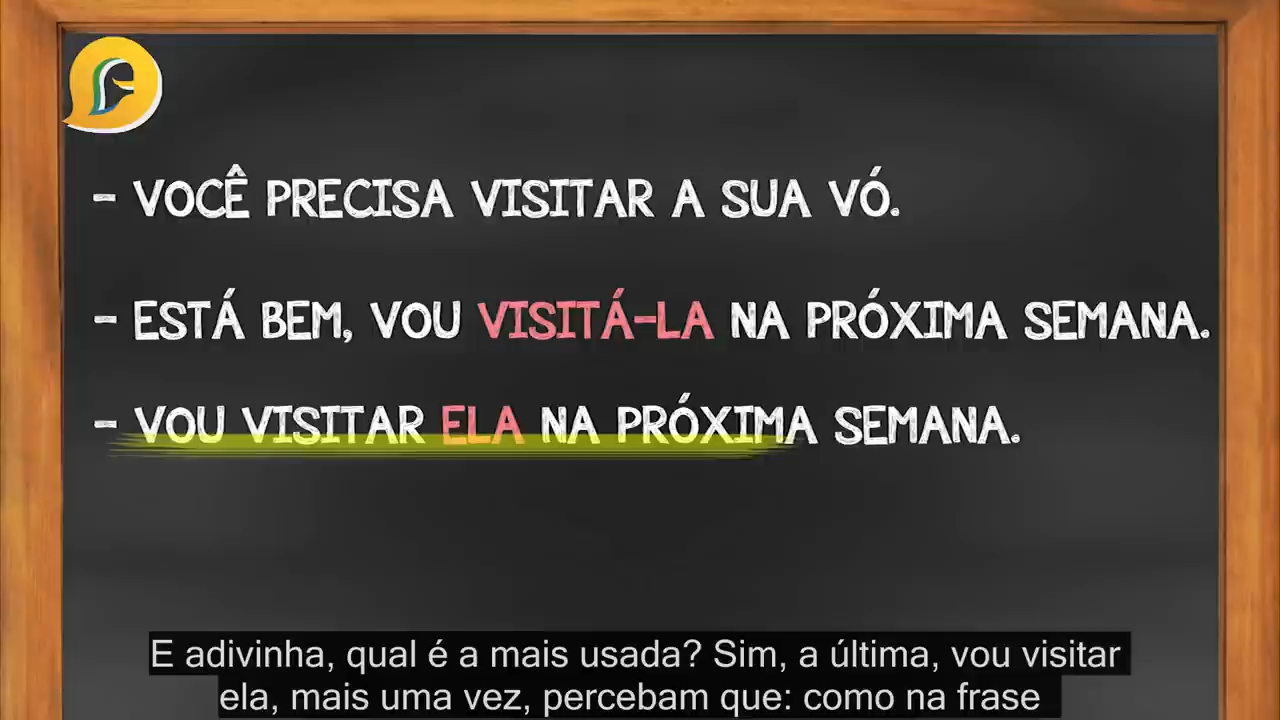 - VOCÊ PRECISA VISITAR A SUA VÓ.
- ESTÁ BEM, VOU VISITÁ-LA NA PRÓXIMA SEMANA.
- VOU VISITAR ELA NA PRÓXIMA SEMANA.
E adivinha, qual é a mais usada? Sim, a última, vou visitar
ela, mais uma vez, percebam que: como na frase